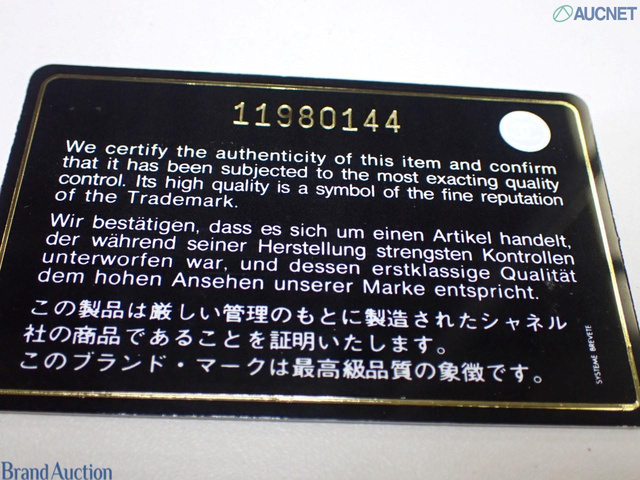 AUCNET
11980144
We certify the authenticity of this item and confirm
that it has been subjected to the most exacting quality
control. Its high quality is a symbol of the fine reputation
of the Trademark.
Wir bestätigen, dass es sich um einen Artikel handelt,
der während seiner Herstellung strengsten Kontrollen
unterworfen war, und dessen erstklassige Qualität
dem hohen Ansehen unserer Marke entspricht.
この製品は厳しい管理のもとに製造されたシャネル
社の商品であることを証明いたします。
このブランド・マークは最高級品質の象徴です。
SYSTEME BREVETE
Brand Auction